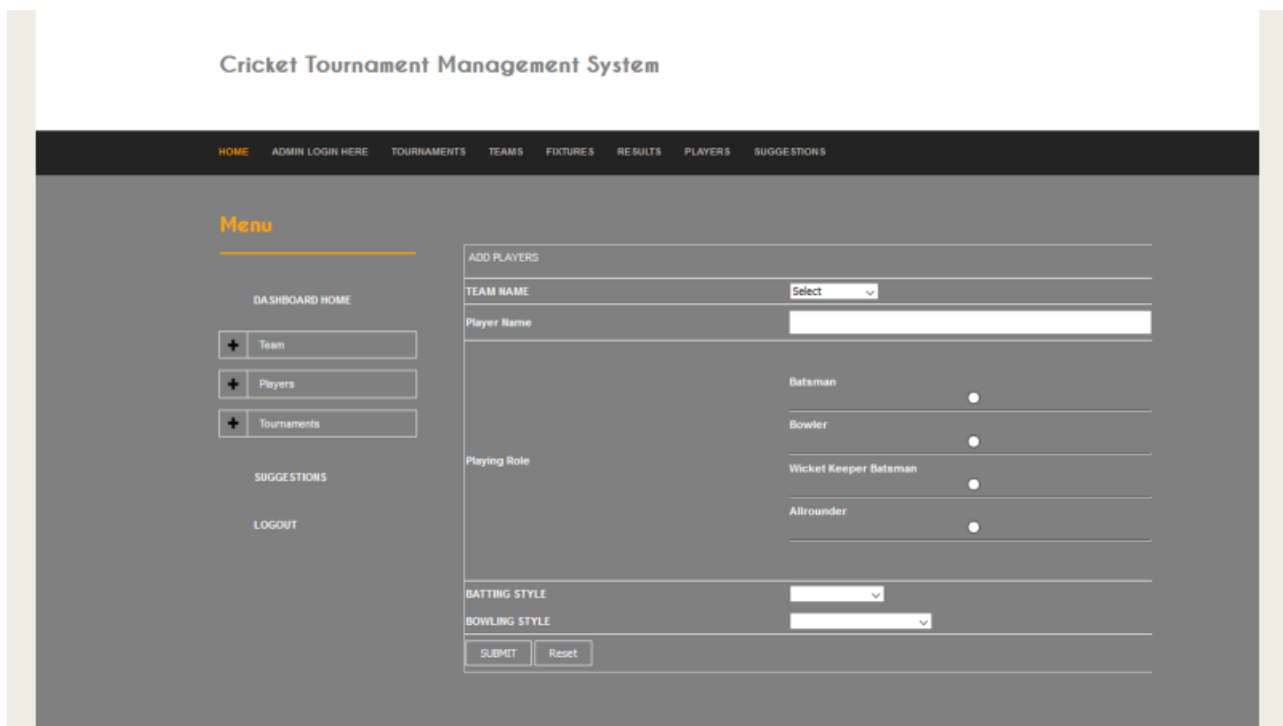 Cricket Tournament Management System
HOME ADMIN LOGIN HERE TOURNAMENTS TEAMS FIXTURES RESULTS PLAYERS SUGGESTIONS
Menu
DASHBOARD HOME
Team
Players
Tournaments
SUGGESTIONS
LOGOUT
ADD PLAYERS
TEAM NAME Select
Player Name
Playing Role
Batsman
Bowler
Wicket Keeper Batsman
Allrounder
BATTING STYLE
BOWLING STYLE
SUBMIT Reset